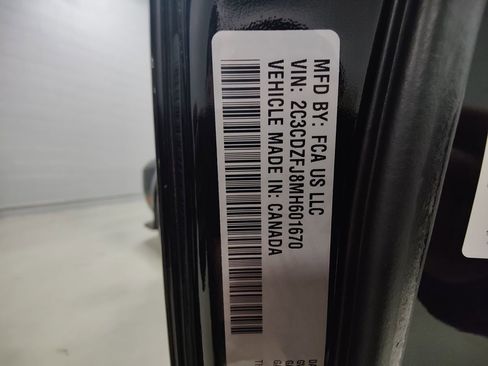 MFD BY: FCA US LLC
VIN: 2C3CDZFJ8MH601670
VEHICLE MADE IN: CANADA